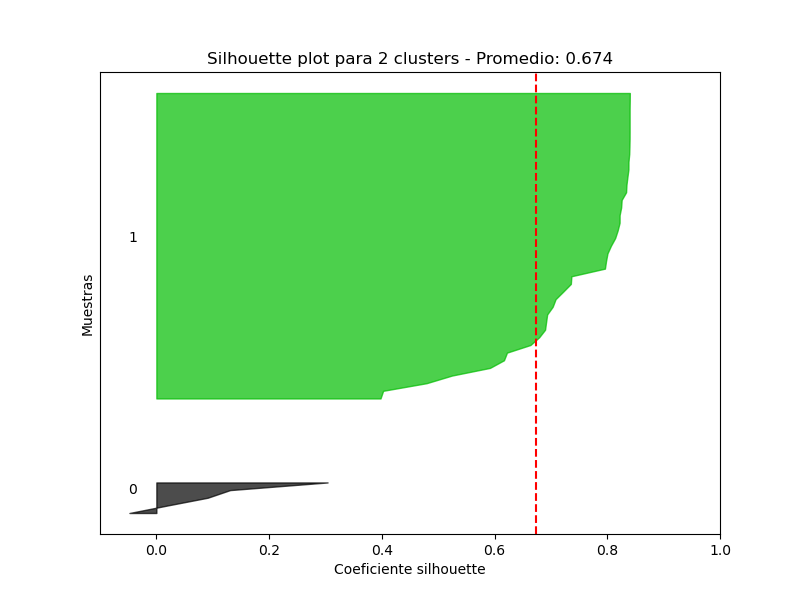 Silhouette plot para 2 clusters - Promedio: 0.674
1
Muestras
0
0.0 0.2 0.4 0.6 0.8 1.0
Coeficiente silhouette